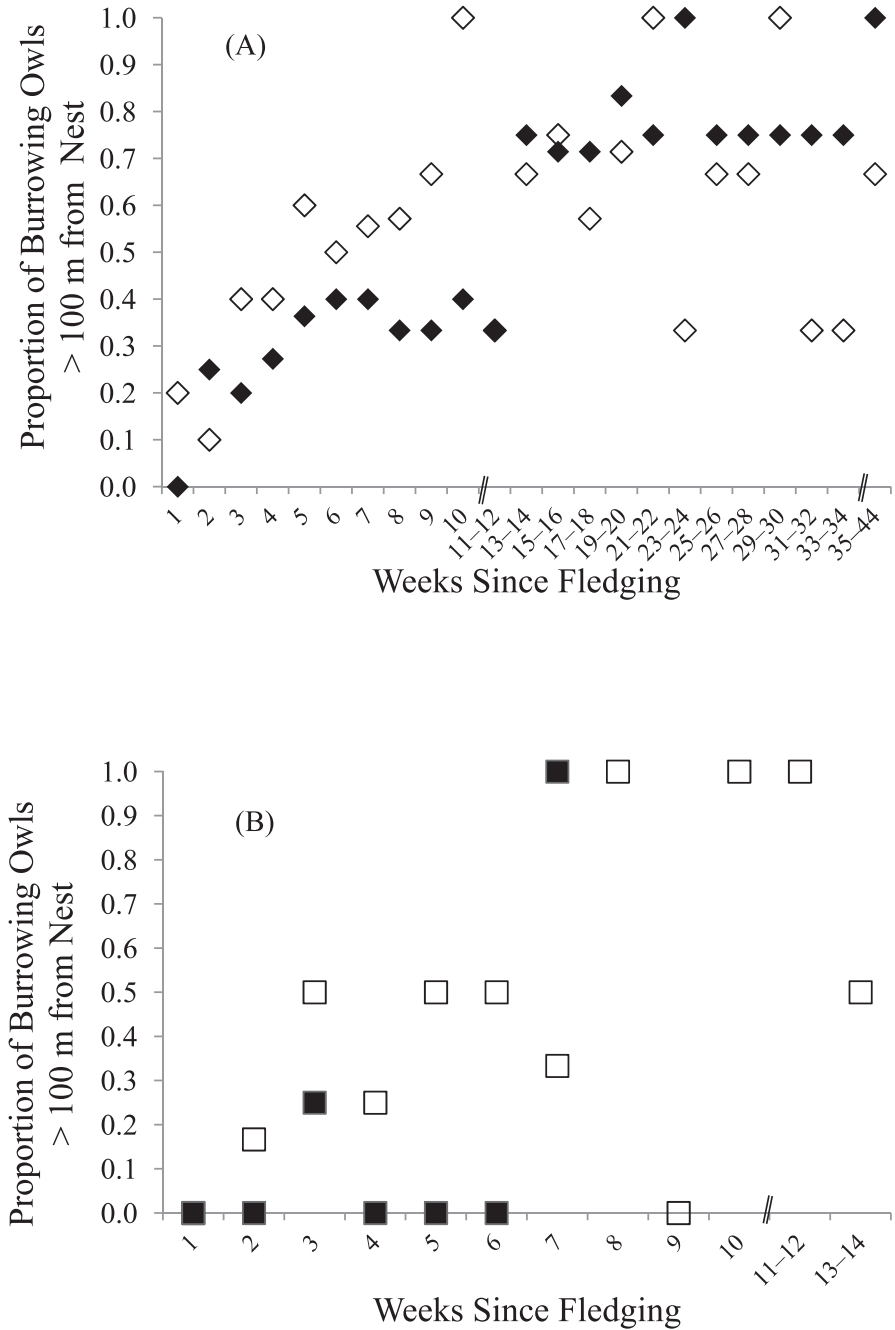 (A)
Proportion of Burrowing Owls
> 100 m from Nest
1.0
0.9
0.8
0.7
0.6
0.5
0.4
0.3
0.2
0.1
0.0
1 2 3 4 5 6 7 8 9 10 11–12 13–14 15–16 17–18 19–20 21–22 23–24 25–26 27–28 29–30 31–32 33–34 35–44
Weeks Since Fledging
(B)
Proportion of Burrowing Owls
> 100 m from Nest
1.0
0.9
0.8
0.7
0.6
0.5
0.4
0.3
0.2
0.1
0.0
1 2 3 4 5 6 7 8 9 10 11–12 13–14
Weeks Since Fledging